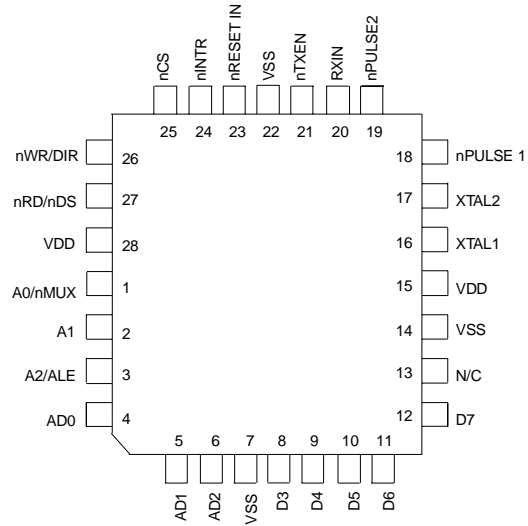 nCS
nINTR
nRESET IN
VSS
nTXEN
RXIN
nPULSE2
25 24 23 22 21 20 19
nWR/DIR 26 18 nPULSE 1
nRD/nDS 27 17 XTAL2
VDD 28 16 XTAL1
A0/nMUX 1 15 VDD
A1 2 14 VSS
A2/ALE 3 13 N/C
AD0 4 12 D7
5 6 7 8 9 10 11
AD1
AD2
VSS
D3
D4
D5
D6